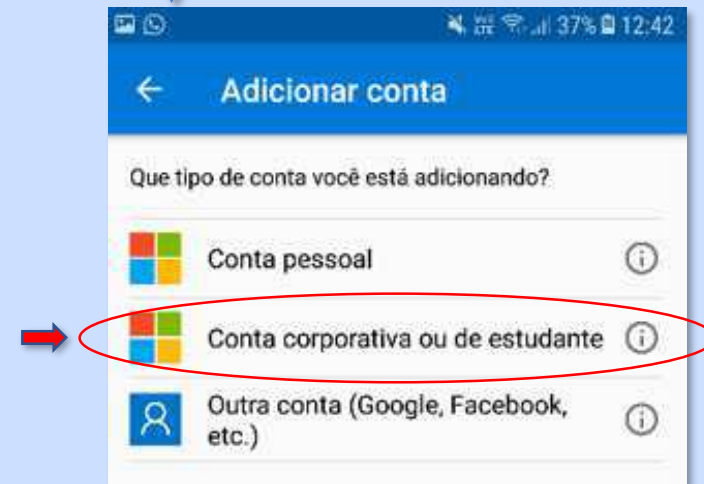 37% 12:42
Adicionar conta
Que tipo de conta você está adicionando?
Conta pessoal
Conta corporativa ou de estudante
Outra conta (Google, Facebook,
etc.)